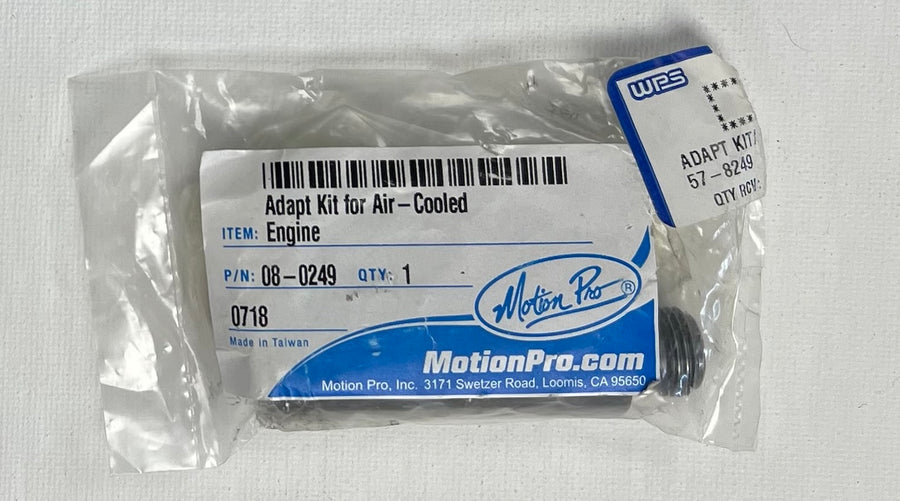 WPS
ADAPT KIT
57-8249
QTY RCV:
Adapt Kit for Air-Cooled
ITEM: Engine
P/N: 08-0249 QTY: 1
0718
Made in Taiwan
Motion Pro ®
MotionPro.com
Motion Pro, Inc. 3171 Swetzer Road, Loomis, CA 95650